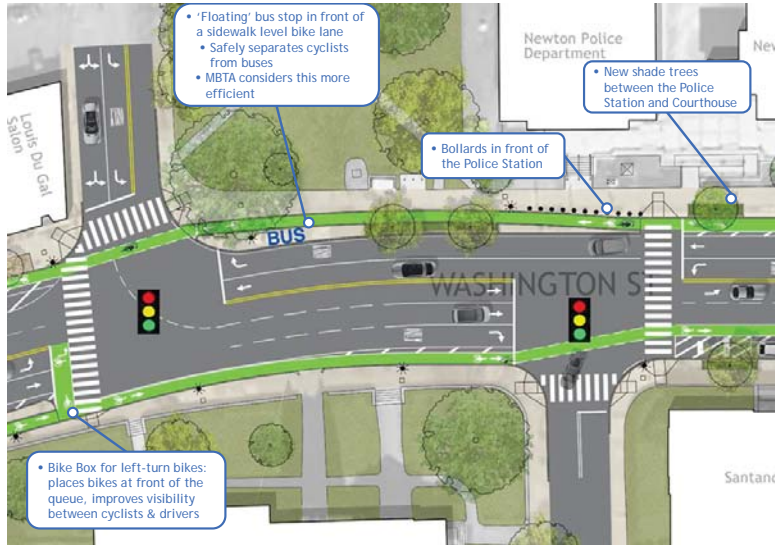 • 'Floating' bus stop in front of
a sidewalk level bike lane
• Safely separates cyclists
from buses
• MBTA considers this more
efficient
Newton Police
Department
New
• New shade trees
between the Police
Station and Courthouse
Louis Du Gal
Salon
• Bollards in front of
the Police Station
BUS
WASHINGTON ST
• Bike Box for left-turn bikes:
places bikes at front of the
queue, improves visibility
between cyclists & drivers
Santand